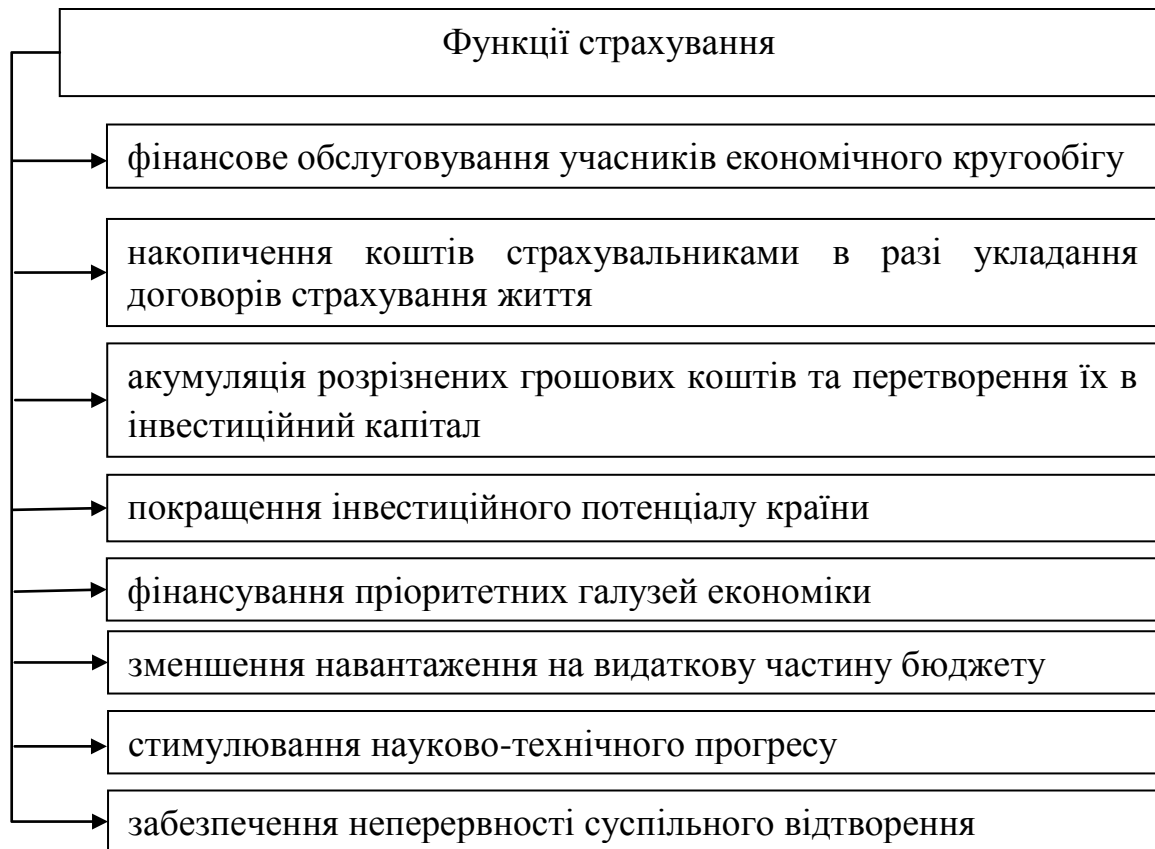 Функції страхування
фінансове обслуговування учасників економічного кругообігу
накопичення коштів страхувальниками в разі укладання
договорів страхування життя
акумуляція розрізнених грошових коштів та перетворення їх в
інвестиційний капітал
покращення інвестиційного потенціалу країни
фінансування пріоритетних галузей економіки
зменшення навантаження на видаткову частину бюджету
стимулювання науково-технічного прогресу
забезпечення неперервності суспільного відтворення